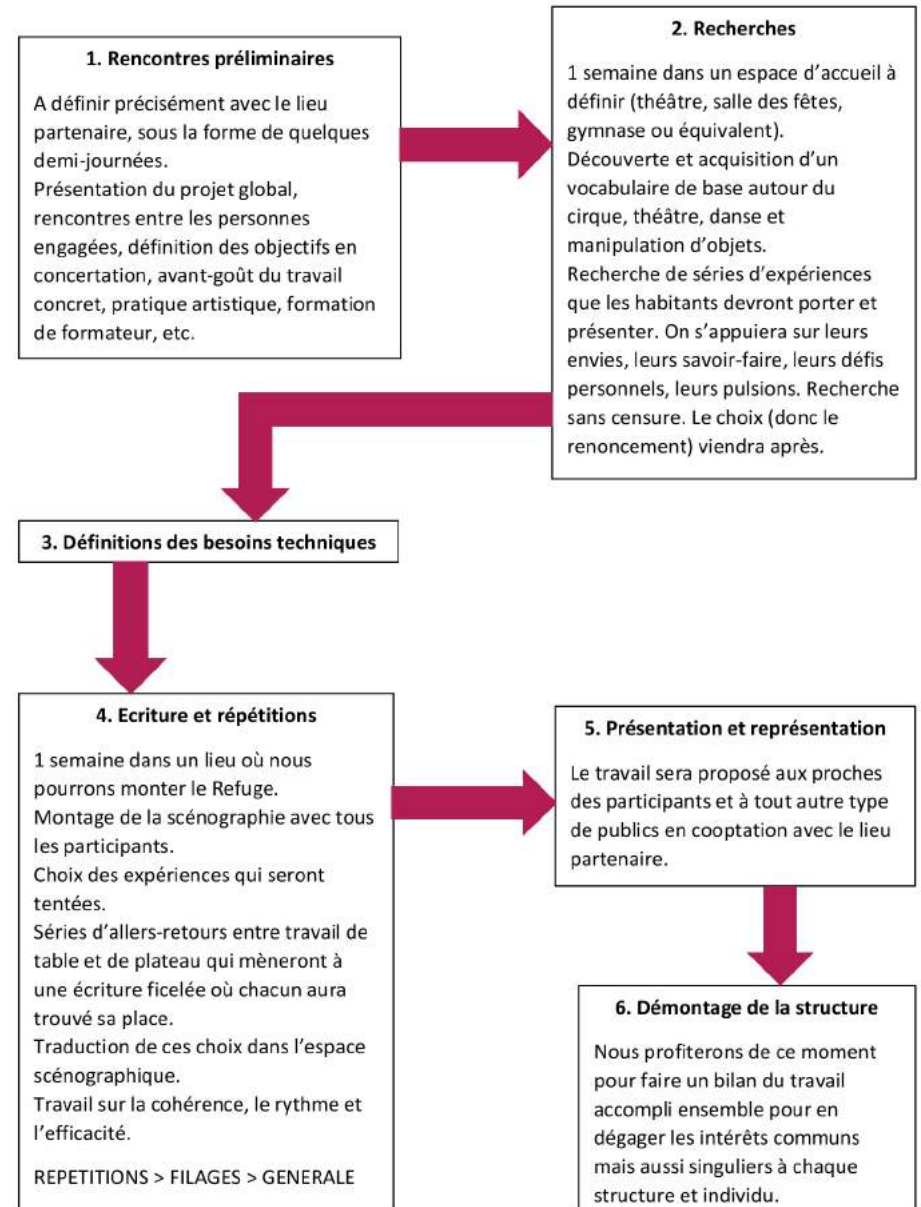 1. Rencontres préliminaires
A définir précisément avec le lieu
partenaire, sous la forme de quelques
demi-journées.
Présentation du projet global,
rencontres entre les personnes
engagées, définition des objectifs en
concertation, avant-goût du travail
concret, pratique artistique, formation
de formateur, etc.
2. Recherches
1 semaine dans un espace d'accueil à
définir (théâtre, salle des fêtes,
gymnase ou équivalent).
Découverte et acquisition d'un
vocabulaire de base autour du
cirque, théâtre, danse et
manipulation d'objets.
Recherche de séries d'expériences
que les habitants devront porter et
présenter. On s'appuiera sur leurs
envies, leurs savoir-faire, leurs défis
personnels, leurs pulsions. Recherche
sans censure. Le choix (donc le
renoncement) viendra après.
3. Définitions des besoins techniques
4. Ecriture et répétitions
1 semaine dans un lieu où nous
pourrons monter le Refuge.
Montage de la scénographie avec tous
les participants.
Choix des expériences qui seront
tentées.
Séries d'allers-retours entre travail de
table et de plateau qui mèneront à
une écriture ficelée où chacun aura
trouvé sa place.
Traduction de ces choix dans l'espace
scénographique.
Travail sur la cohérence, le rythme et
l'efficacité.
REPETITIONS > FILAGES > GENERALE
5. Présentation et représentation
Le travail sera proposé aux proches
des participants et à tout autre type
de publics en cooptation avec le lieu
partenaire.
6. Démontage de la structure
Nous profiterons de ce moment
pour faire un bilan du travail
accompli ensemble pour en
dégager les intérêts communs
mais aussi singuliers à chaque
structure et individu.